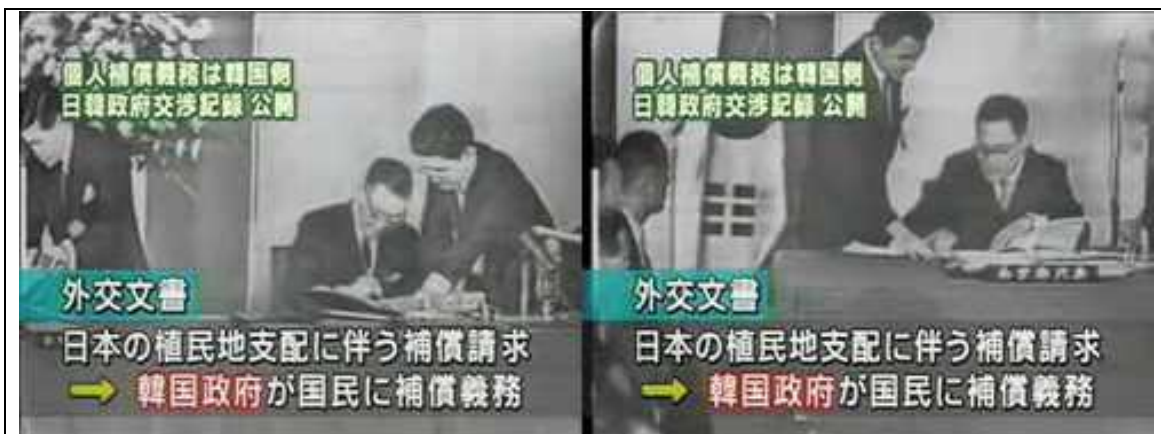 個人補償義務は韓国側
日韓政府交渉記録 公開
外交文書
日本の植民地支配に伴う補償請求
→ 韓国政府が国民に補償義務
個人補償義務は韓国側
日韓政府交渉記録 公開
外交文書
日本の植民地支配に伴う補償請求
→ 韓国政府が国民に補償義務